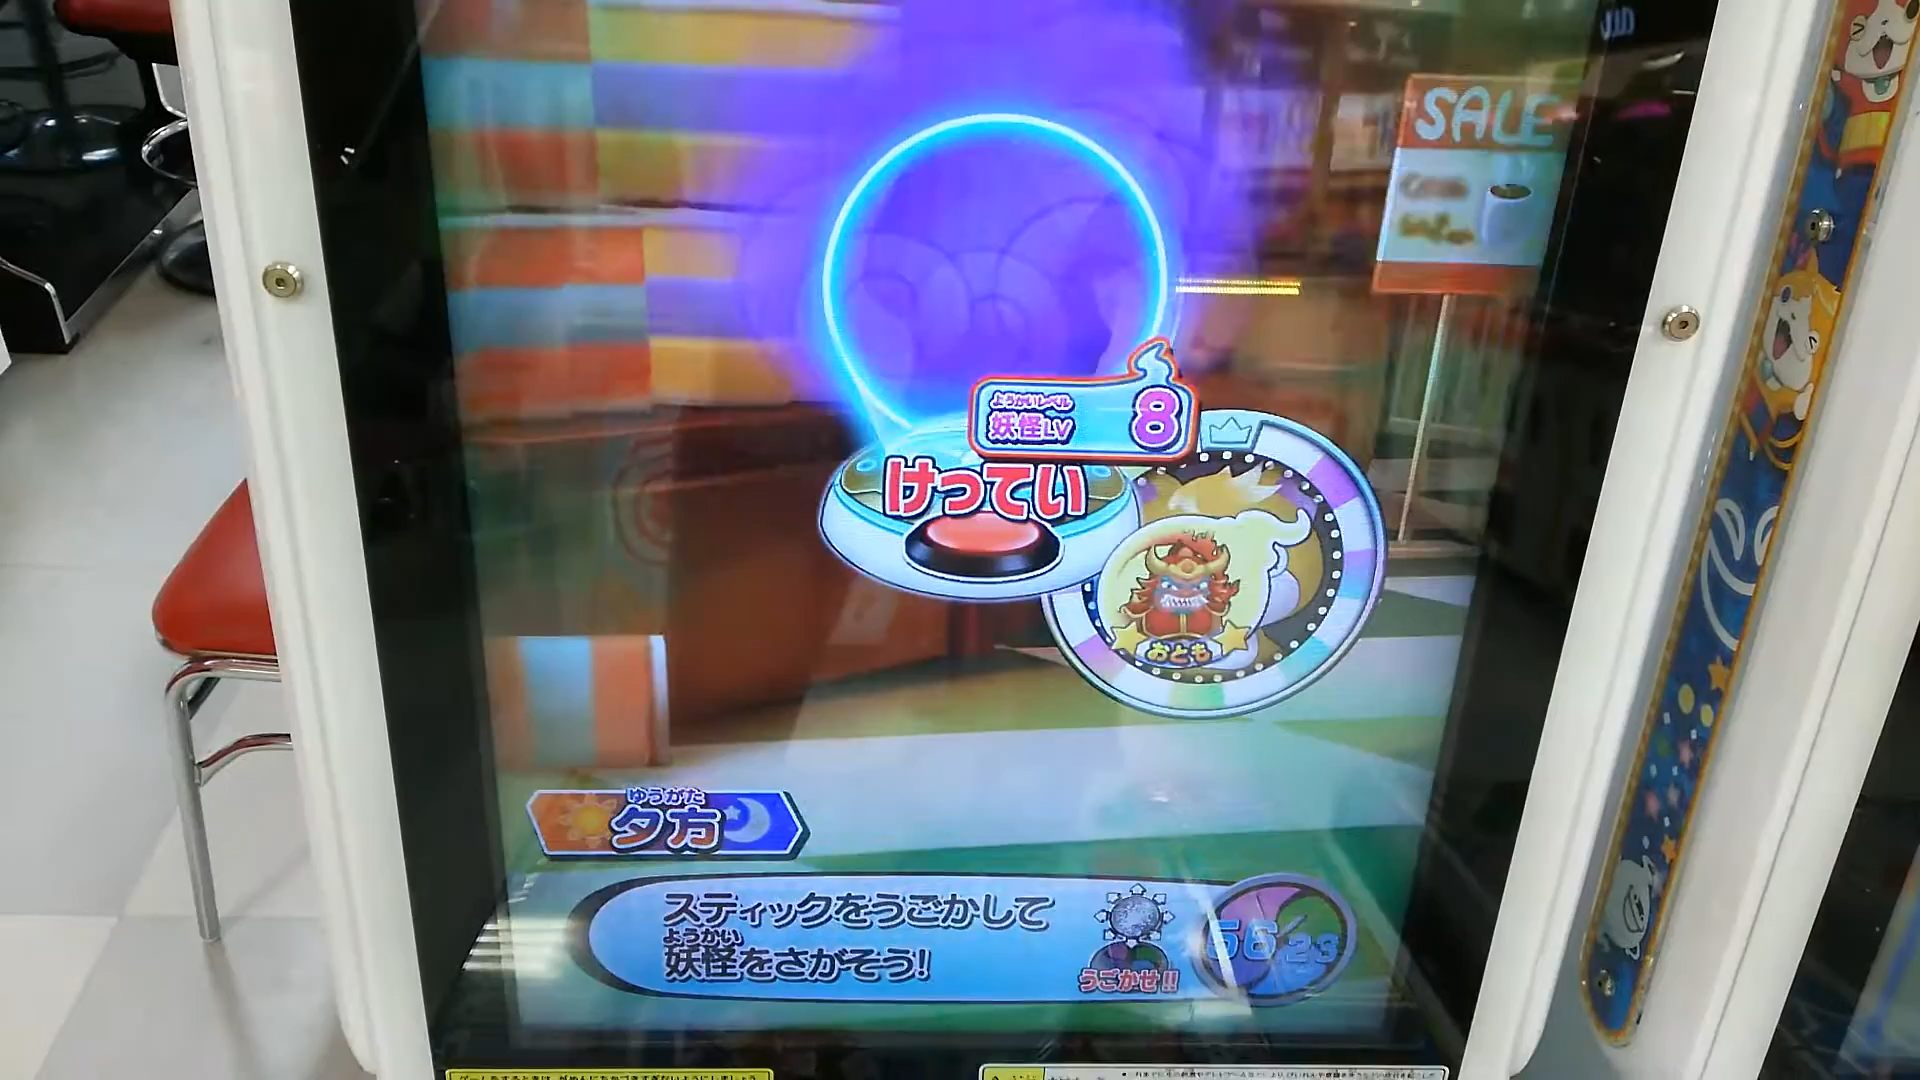 SALE
ようかいレベル
妖怪LV 8
けってい
おとも
ゆうがた
夕方
スティックをうごかして
ようかい
妖怪をさがそう!
うごかせ!!
56.23